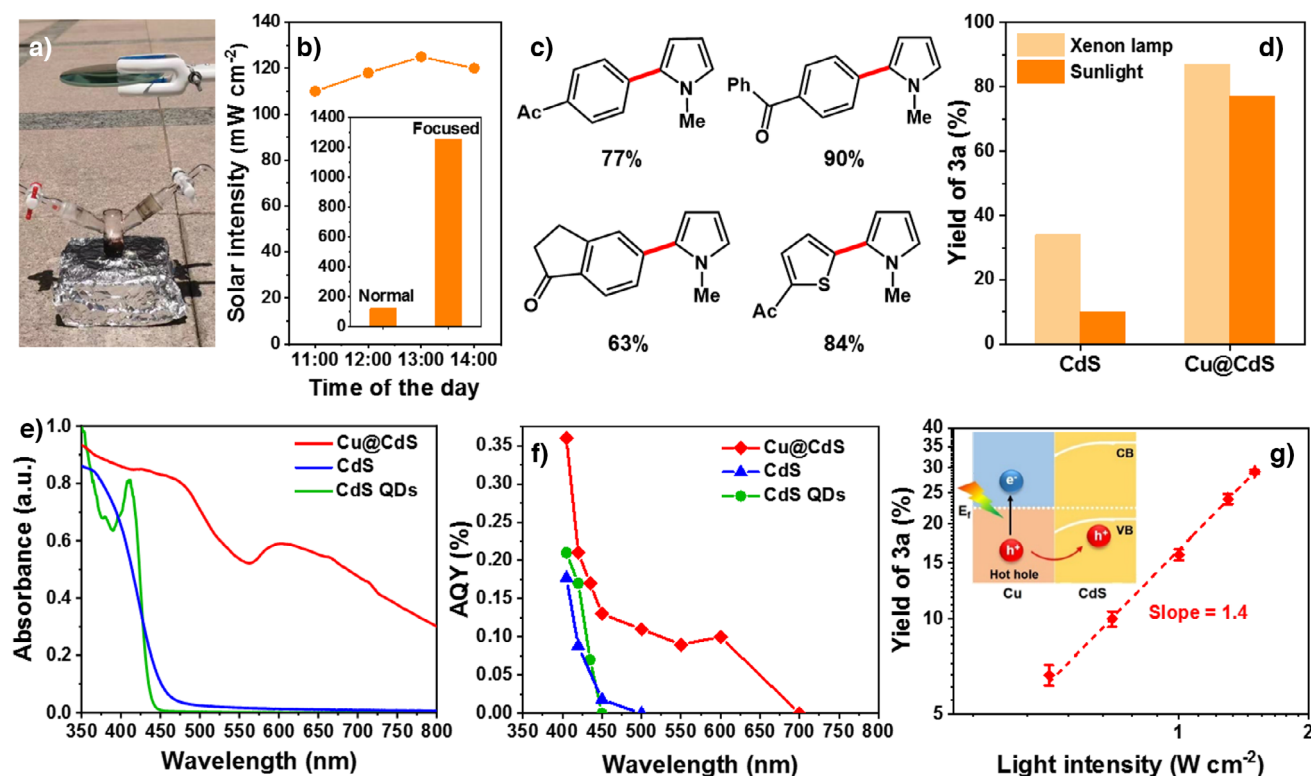 a)
b)
Solar intensity (mW cm⁻²)
140
120
100
80
60
40
20
0
11:00 12:00 13:00 14:00
Time of the day
1400
1200
1000
800
600
400
200
0
Normal
Focused
c)
Ac
N
Me
77%
Ph
O
N
Me
90%
O
N
Me
63%
Ac
S
N
Me
84%
d)
Yield of 3a (%)
100
80
60
40
20
0
Xenon lamp
Sunlight
CdS Cu@CdS
e)
Absorbance (a.u.)
1.0
0.8
0.6
0.4
0.2
0.0
Cu@CdS
CdS
CdS QDs
350 400 450 500 550 600 650 700 750 800
Wavelength (nm)
f)
AQY (%)
0.35
0.30
0.25
0.20
0.15
0.10
0.05
0.00
Cu@CdS
CdS
CdS QDs
350 400 450 500 550 600 650 700 750 800
Wavelength (nm)
g)
Yield of 3a (%)
40
35
30
25
20
15
10
5
CB
e⁻
E_f
VB
h⁺
h⁺
Hot hole
Cu
CdS
Slope = 1.4
1 2
Light intensity (W cm⁻²)